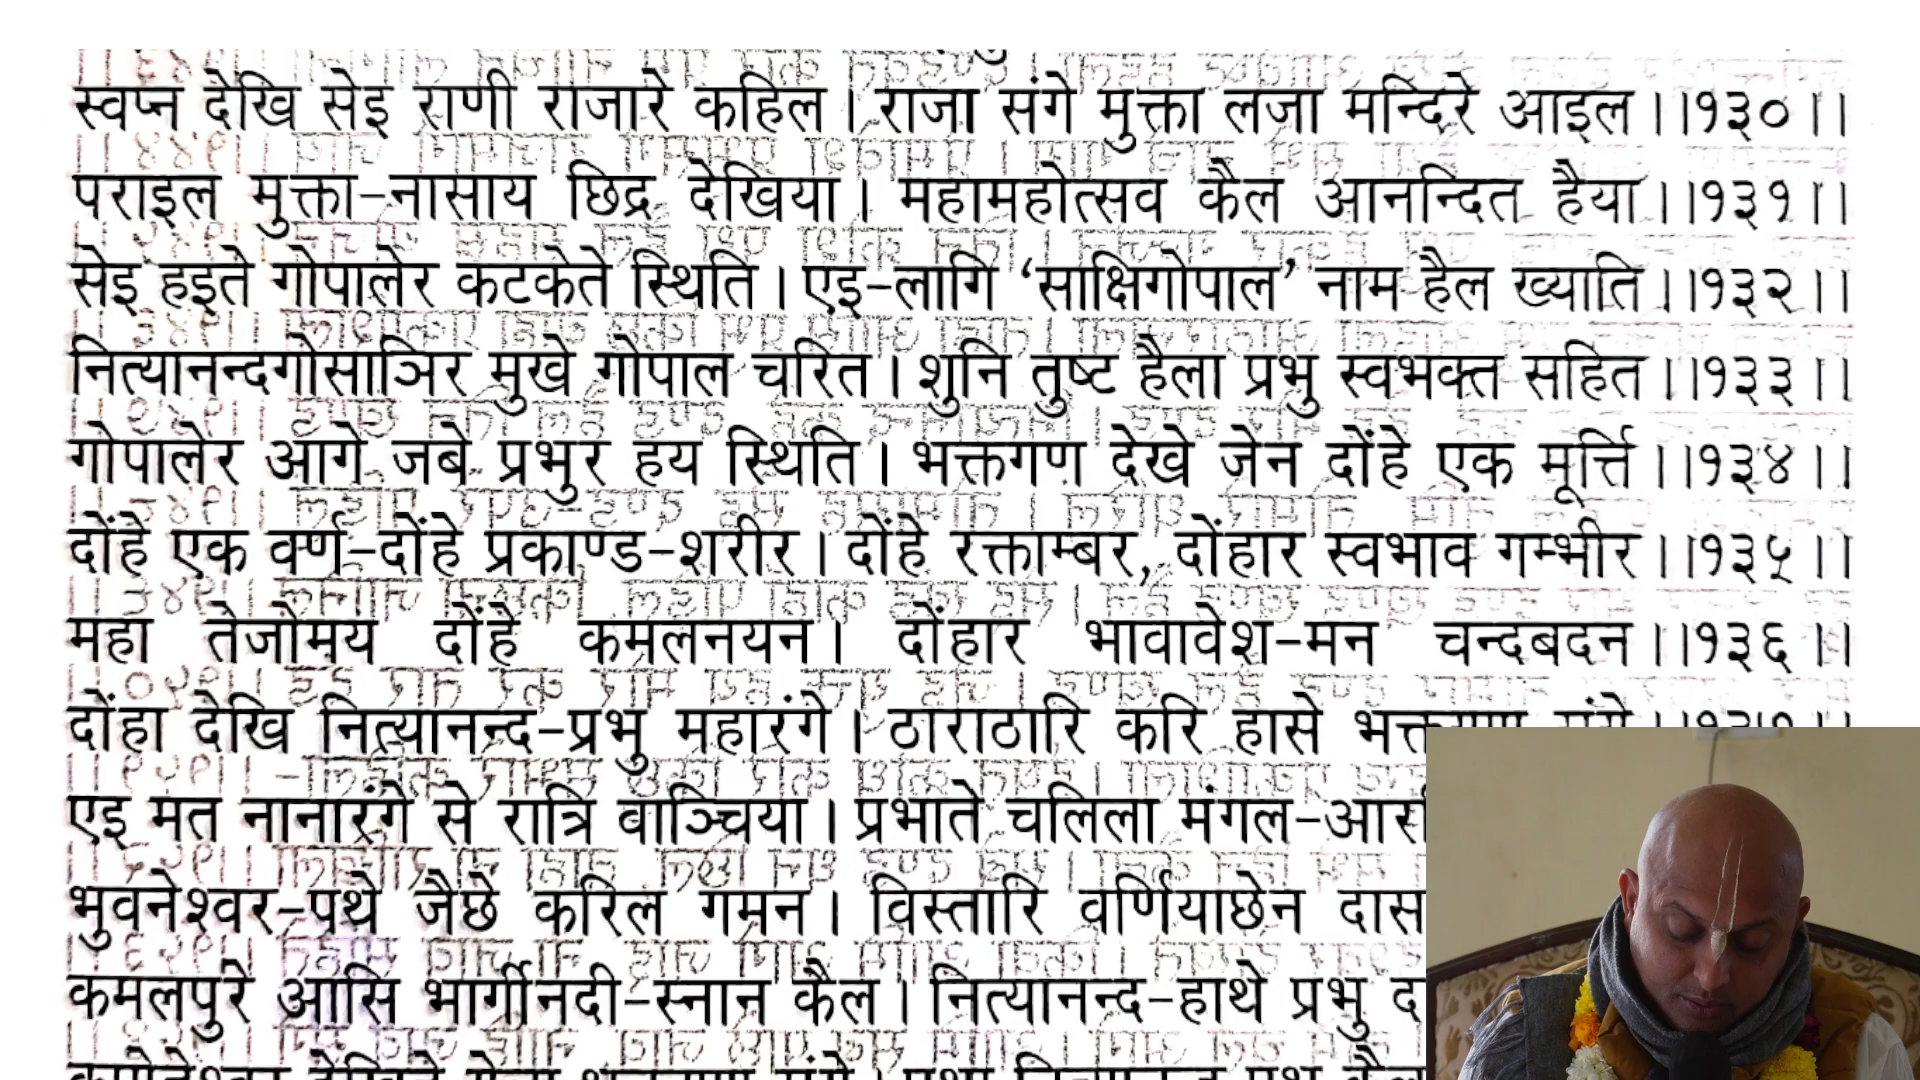 स्वप्न देखि सेइ राणी राजारे कहिल । राजा संगे मुक्ता लञा मन्दिरे आइल ।।१३०।।
पराइल मुक्ता-नासाय छिद्र देखिया। महामहोत्सव कैल आनन्दित हैया।।१३१।।
सेइ हइते गोपालेर कटकेते स्थिति। एइ-लागि ‘साक्षिगोपाल’ नाम हैल ख्याति।।१३२।।
नित्यानन्दगोसाञिर मुखे गोपाल चरित। शुनि तुष्ट हैला प्रभु स्वभक्त सहित।।१३३।।
गोपालेर आगे जबे प्रभुर हय स्थिति। भक्तगण देखे जेन दोंहे एक मूर्त्ति।।१३४।।
दोंहे एक वर्ण-दोंहे प्रकाण्ड-शरीर। दोंहे रक्ताम्बर, दोंहार स्वभाव गम्भीर।।१३५।।
महा तेजोमय दोंहे कमलनयन। दोंहार भावावेश-मन चन्दबदन।।१३६।।
दोंहा देखि नित्यानन्द-प्रभु महारंगे। ठाराठारि करि हासे
एइ मत नानारंगे से रात्रि वाञ्चिया। प्रभाते चलिला मंगल-
भुवनेश्वर-पथे जैछे करिल गमन। विस्तारि वर्णियाछेन दास
कमलपुरे आसि भार्गीनदी-स्नान कैल। नित्यानन्द-हाथे प्रभु